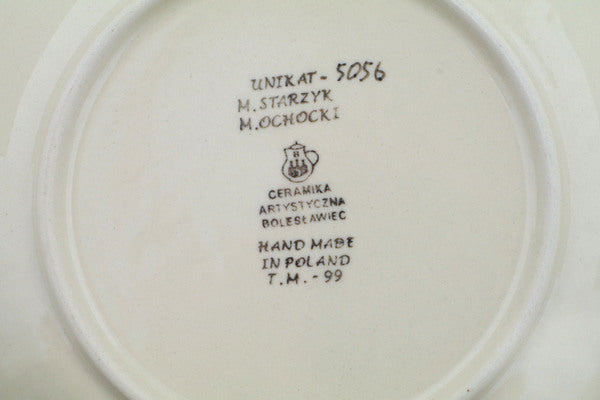 UNIKAT - 5056
M. STARZYK
M. OCHOCKI
B
CERAMIKA
ARTYSTYCZNA
BOLESŁAWIEC
HAND MADE
IN POLAND
T.M. - 99